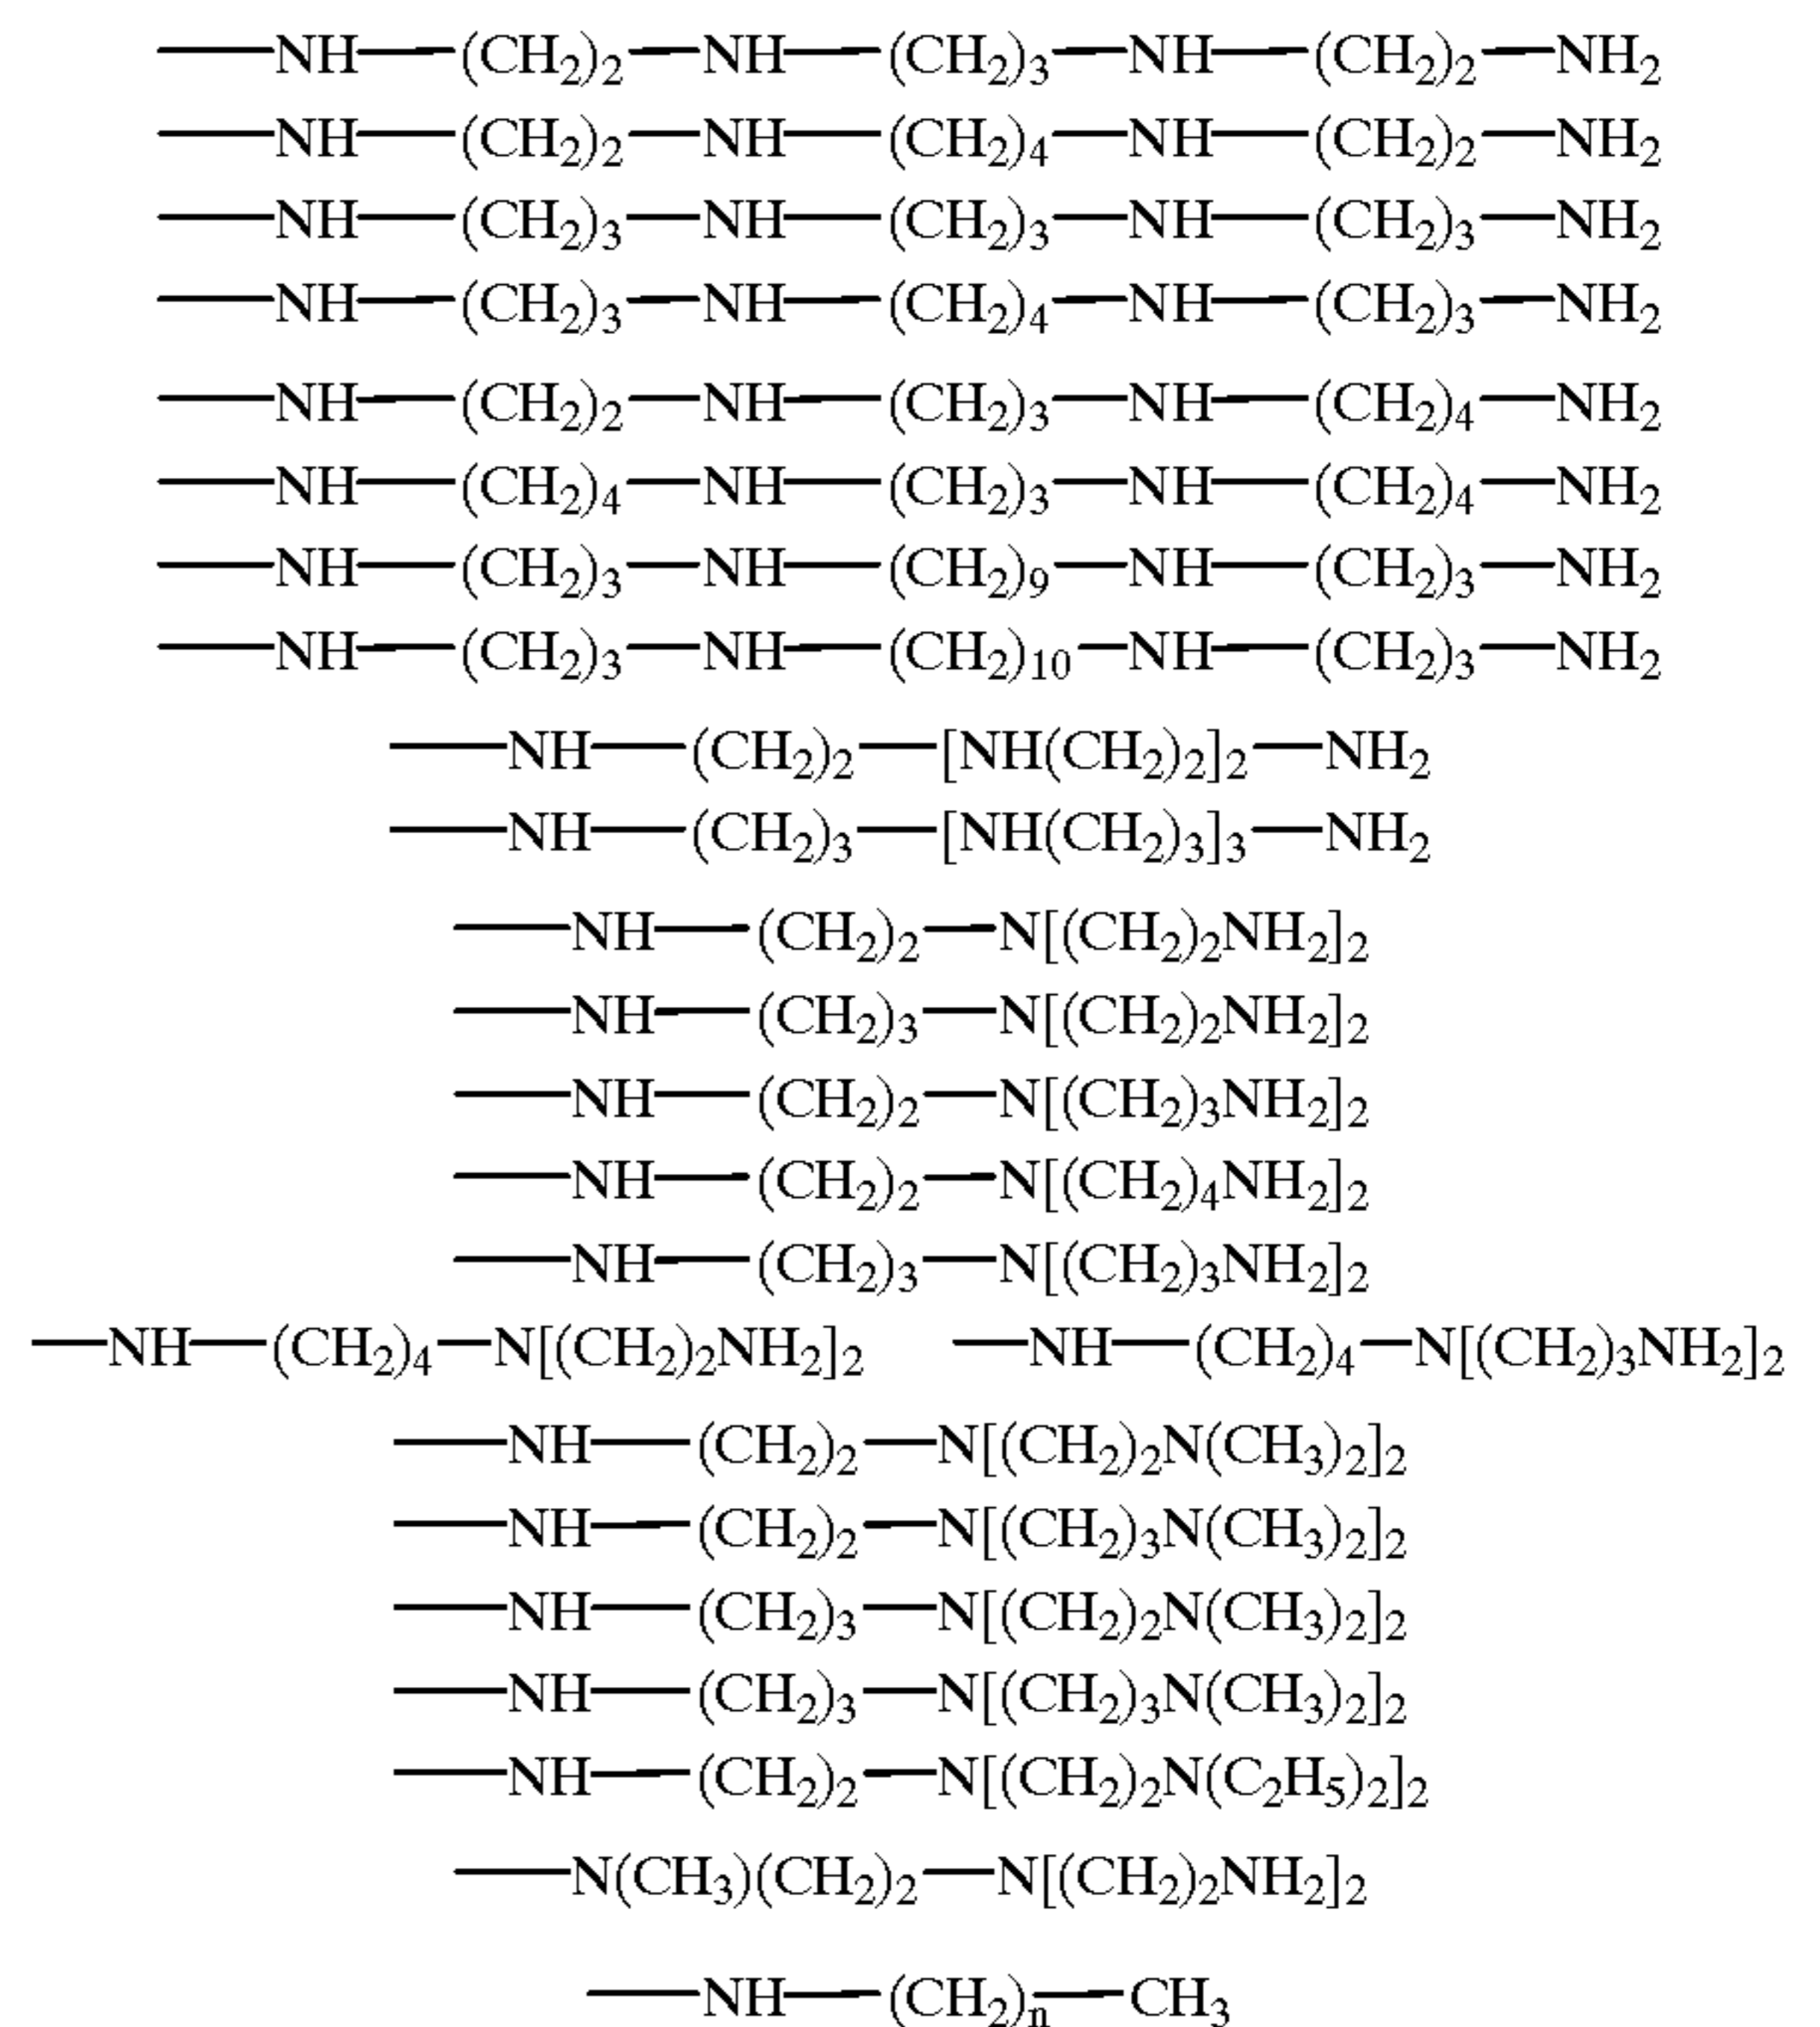 —NH—(CH₂)₂—NH—(CH₂)₃—NH—(CH₂)₂—NH₂
—NH—(CH₂)₂—NH—(CH₂)₄—NH—(CH₂)₂—NH₂
—NH—(CH₂)₃—NH—(CH₂)₃—NH—(CH₂)₃—NH₂
—NH—(CH₂)₃—NH—(CH₂)₄—NH—(CH₂)₃—NH₂
—NH—(CH₂)₂—NH—(CH₂)₃—NH—(CH₂)₄—NH₂
—NH—(CH₂)₄—NH—(CH₂)₃—NH—(CH₂)₄—NH₂
—NH—(CH₂)₃—NH—(CH₂)₉—NH—(CH₂)₃—NH₂
—NH—(CH₂)₃—NH—(CH₂)₁₀—NH—(CH₂)₃—NH₂
—NH—(CH₂)₂—[NH(CH₂)₂]₂—NH₂
—NH—(CH₂)₃—[NH(CH₂)₃]₃—NH₂
—NH—(CH₂)₂—N[(CH₂)₂NH₂]₂
—NH—(CH₂)₃—N[(CH₂)₂NH₂]₂
—NH—(CH₂)₂—N[(CH₂)₃NH₂]₂
—NH—(CH₂)₂—N[(CH₂)₄NH₂]₂
—NH—(CH₂)₃—N[(CH₂)₃NH₂]₂
—NH—(CH₂)₄—N[(CH₂)₂NH₂]₂ —NH—(CH₂)₄—N[(CH₂)₃NH₂]₂
—NH—(CH₂)₂—N[(CH₂)₂N(CH₃)₂]₂
—NH—(CH₂)₂—N[(CH₂)₃N(CH₃)₂]₂
—NH—(CH₂)₃—N[(CH₂)₂N(CH₃)₂]₂
—NH—(CH₂)₃—N[(CH₂)₃N(CH₃)₂]₂
—NH—(CH₂)₂—N[(CH₂)₂N(C₂H₅)₂]₂
—N(CH₃)(CH₂)₂—N[(CH₂)₂NH₂]₂
—NH—(CH₂)ₙ—CH₃